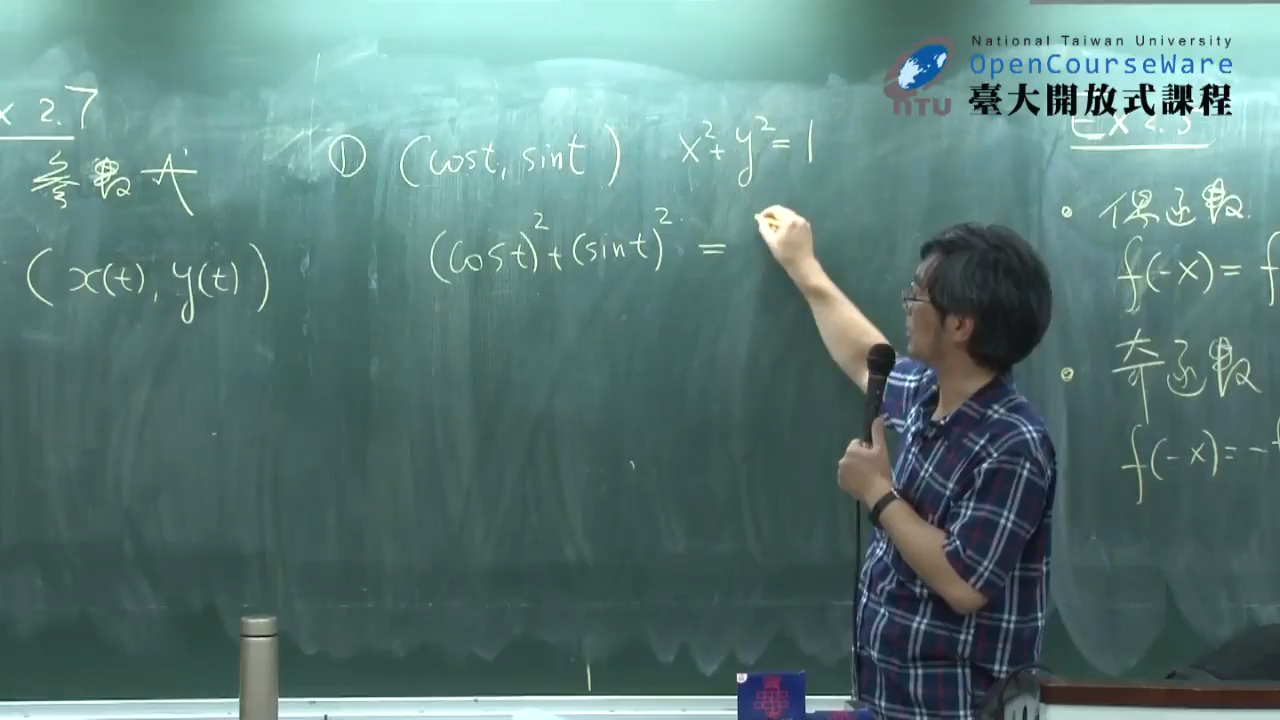 National Taiwan University
OpenCourseWare
臺大開放式課程
NTU
x 2.7
參數式
(x(t), y(t))
① (cost, sint) x²+y²=1
(cost)²+(sint)² =
• 偶函數
f(-x)= f
• 奇函數
f(-x)=-f